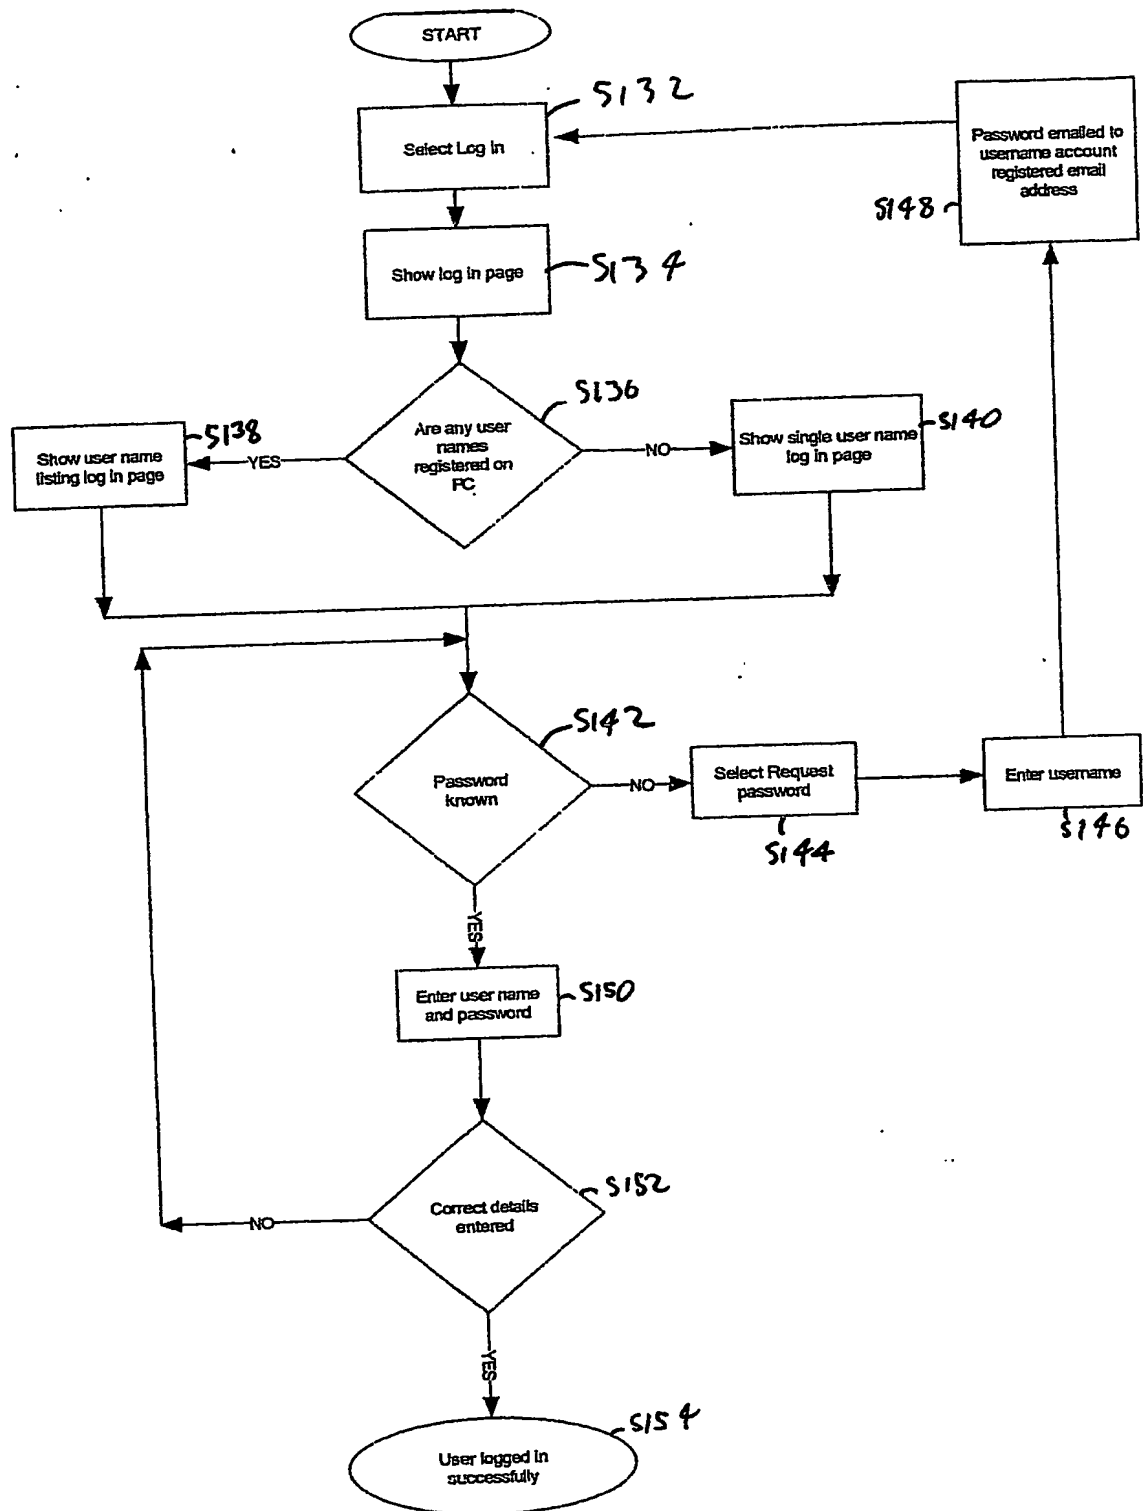 START
S132
Select Log in
Password emailed to
username account
registered email
address
S148
Show log in page
S134
S136
Are any user
names
registered on
PC
S138
Show user name
listing log in page
YES
NO
Show single user name
log in page
S140
S142
Password
known
NO
Select Request
password
S144
Enter username
S146
YES
Enter user name
and password
S150
Correct details
entered
S152
NO
YES
S154
User logged in
successfully